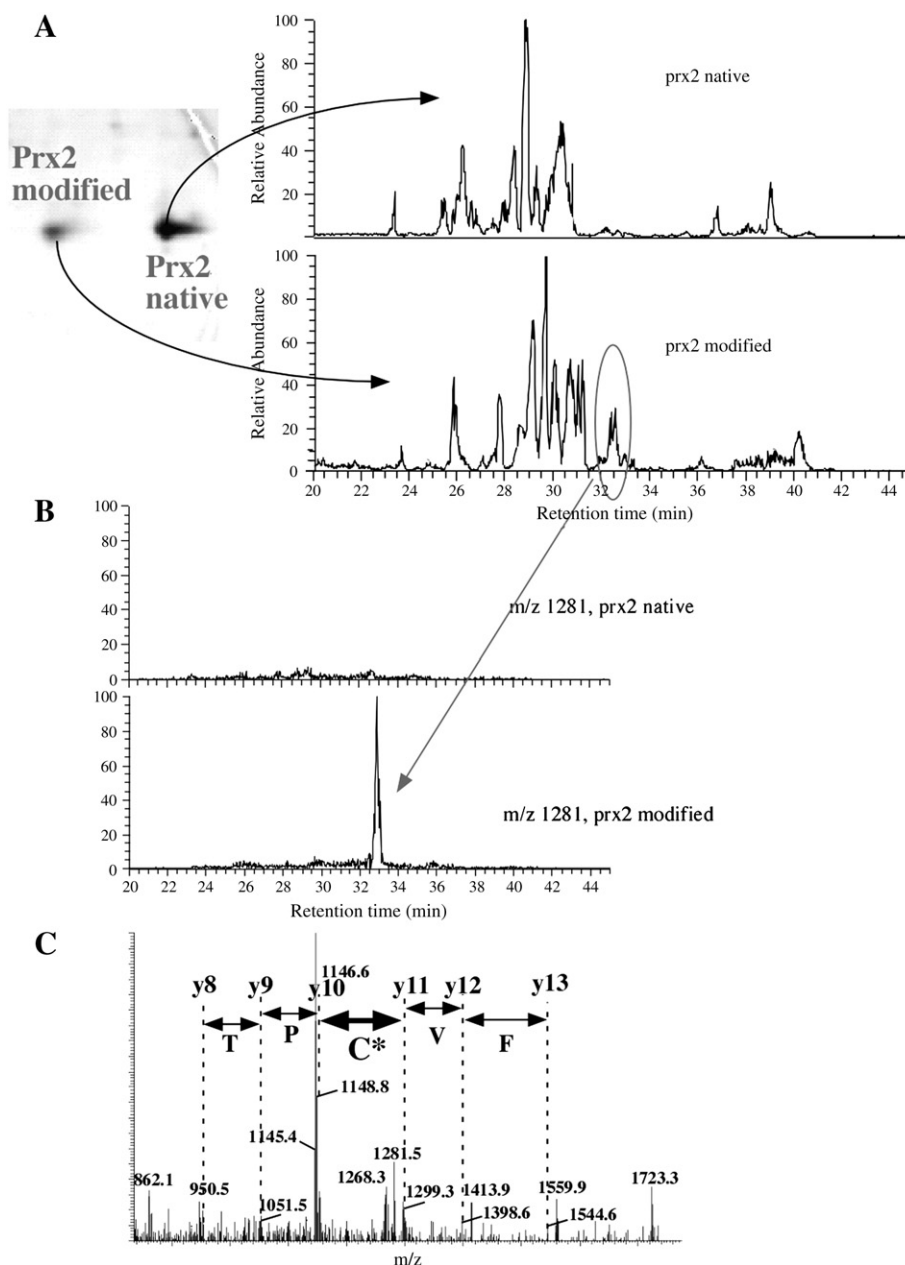 A
Prx2
modified
Prx2
native
Relative Abundance
100
80
60
40
20
prx2 native
Relative Abundance
100
80
60
40
20
0
prx2 modified
20 22 24 26 28 30 32 34 36 38 40 42 44
Retention time (min)
B
100
80
60
40
20
0
m/z 1281, prx2 native
100
80
60
40
20
0
m/z 1281, prx2 modified
20 22 24 26 28 30 32 34 36 38 40 42 44
Retention time (min)
C
y8 y9 y10 y11 y12 y13
T P C* V F
1146.6
1148.8
1145.4
1281.5
1268.3
862.1
950.5
1051.5
1299.3
1413.9
1398.6
1559.9
1544.6
1723.3
m/z